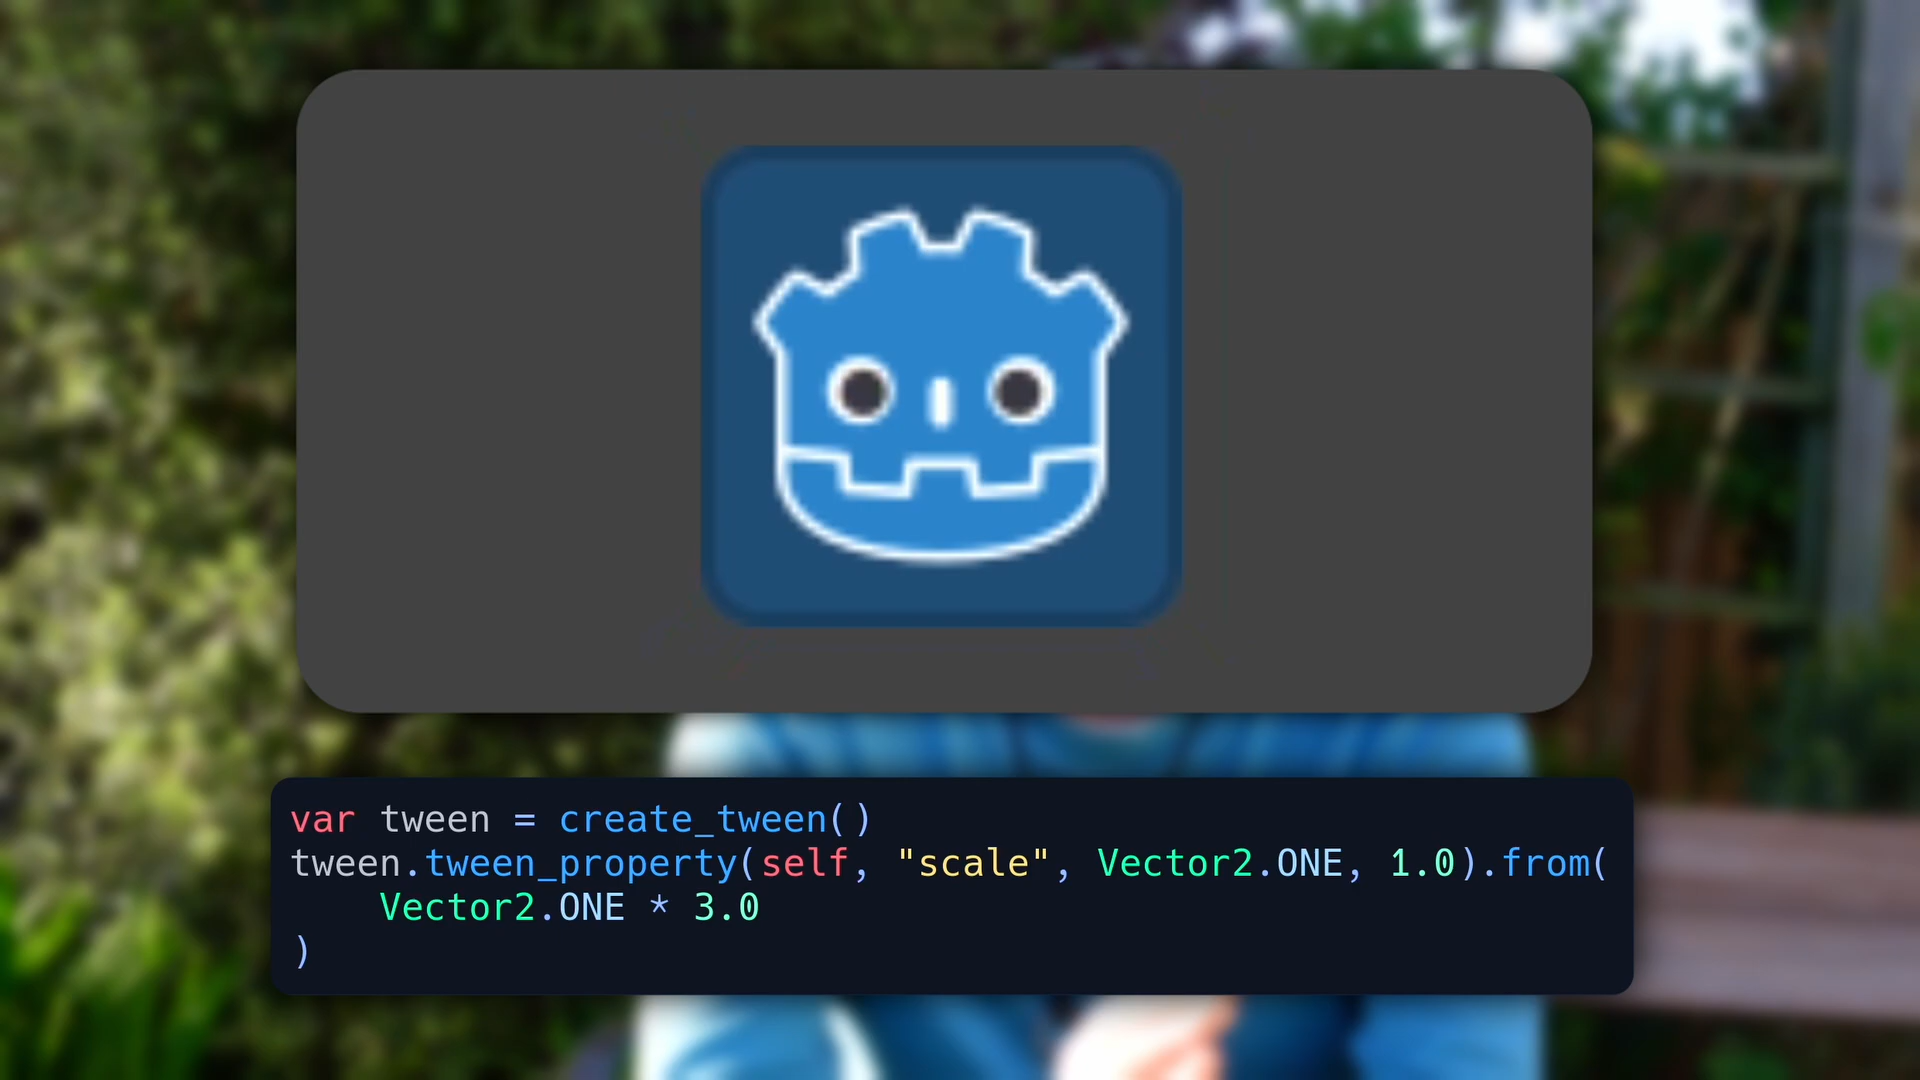 var tween = create_tween()
tween.tween_property(self, "scale", Vector2.ONE, 1.0).from(
    Vector2.ONE * 3.0
)